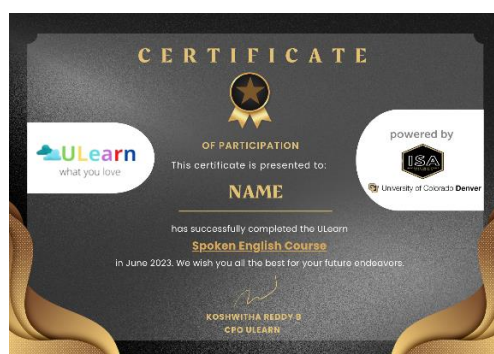 CERTIFICATE
OF PARTICIPATION
This certificate is presented to:
NAME
ULearn
what you love
powered by
ISA
University of Colorado Denver
has successfully completed the ULearn
Spoken English Course
in June 2023. We wish you all the best for your future endeavors.
KOSHWITHA REDDY B
CPO ULEARN